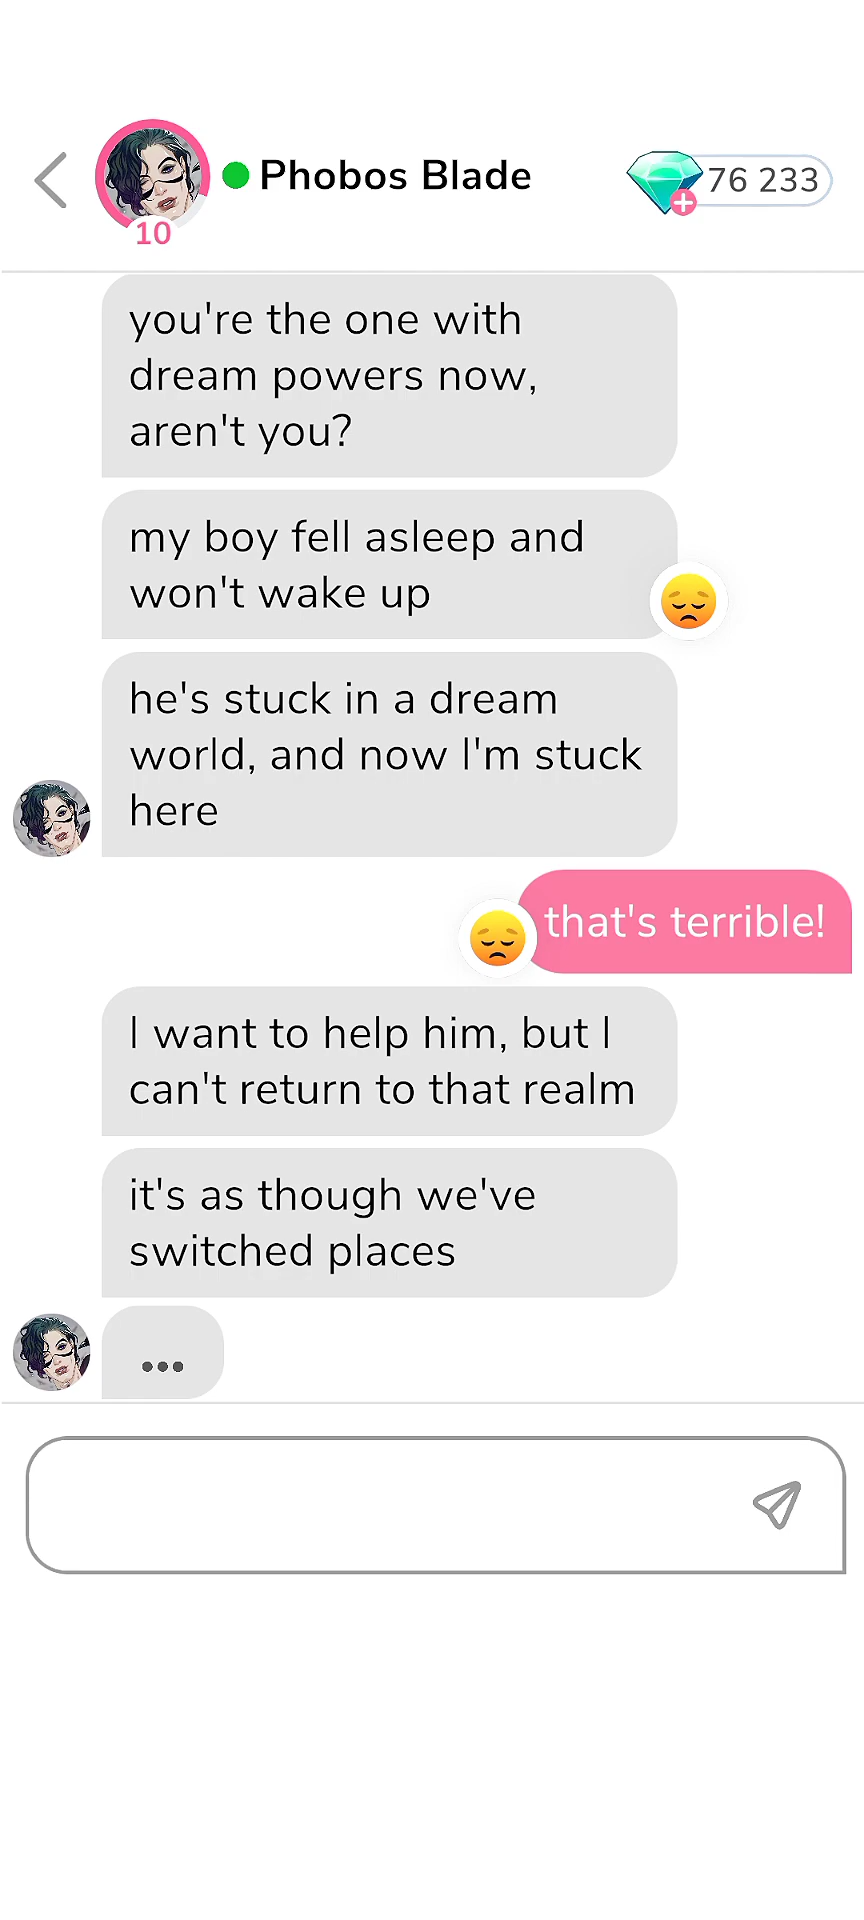 Phobos Blade
76 233
10
you're the one with
dream powers now,
aren't you?
my boy fell asleep and
won't wake up
he's stuck in a dream
world, and now I'm stuck
here
that's terrible!
I want to help him, but I
can't return to that realm
it's as though we've
switched places